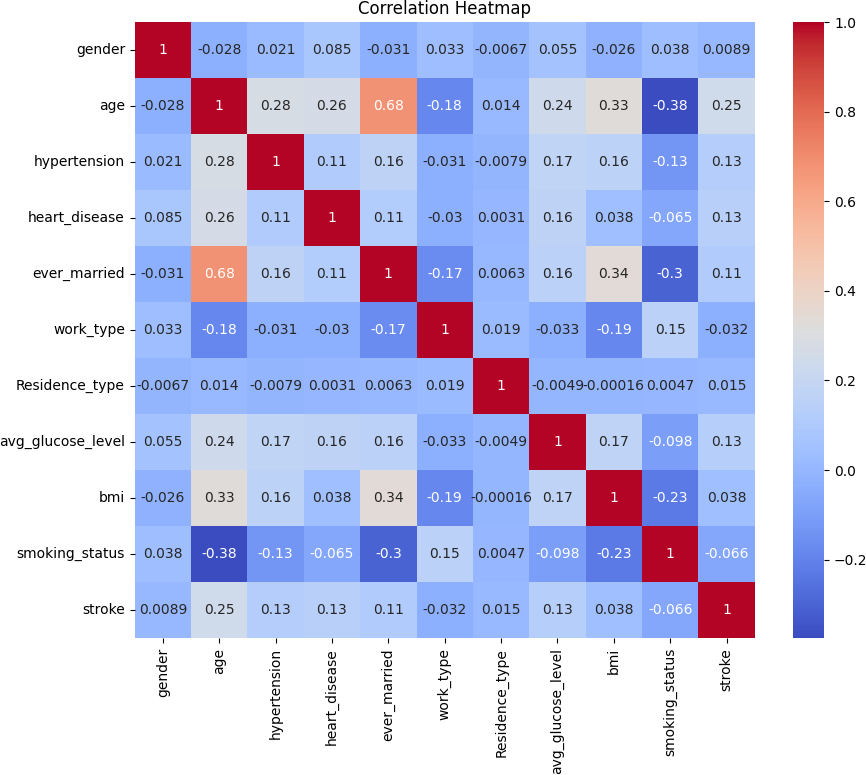 Correlation Heatmap
gender 1 -0.028 0.021 0.085 -0.031 0.033 -0.0067 0.055 -0.026 0.038 0.0089
age -0.028 1 0.28 0.26 0.68 -0.18 0.014 0.24 0.33 -0.38 0.25
hypertension 0.021 0.28 1 0.11 0.16 -0.031 -0.0079 0.17 0.16 -0.13 0.13
heart_disease 0.085 0.26 0.11 1 0.11 -0.03 0.0031 0.16 0.038 -0.065 0.13
ever_married -0.031 0.68 0.16 0.11 1 -0.17 0.0063 0.16 0.34 -0.3 0.11
work_type 0.033 -0.18 -0.031 -0.03 -0.17 1 0.019 -0.033 -0.19 0.15 -0.032
Residence_type -0.0067 0.014 -0.0079 0.0031 0.0063 0.019 1 -0.0049 -0.00016 0.0047 0.015
avg_glucose_level 0.055 0.24 0.17 0.16 0.16 -0.033 -0.0049 1 0.17 -0.098 0.13
bmi -0.026 0.33 0.16 0.038 0.34 -0.19 -0.00016 0.17 1 -0.23 0.038
smoking_status 0.038 -0.38 -0.13 -0.065 -0.3 0.15 0.0047 -0.098 -0.23 1 -0.066
stroke 0.0089 0.25 0.13 0.13 0.11 -0.032 0.015 0.13 0.038 -0.066 1
gender
age
hypertension
heart_disease
ever_married
work_type
Residence_type
avg_glucose_level
bmi
smoking_status
stroke
1.0
0.8
0.6
0.4
0.2
0.0
−0.2